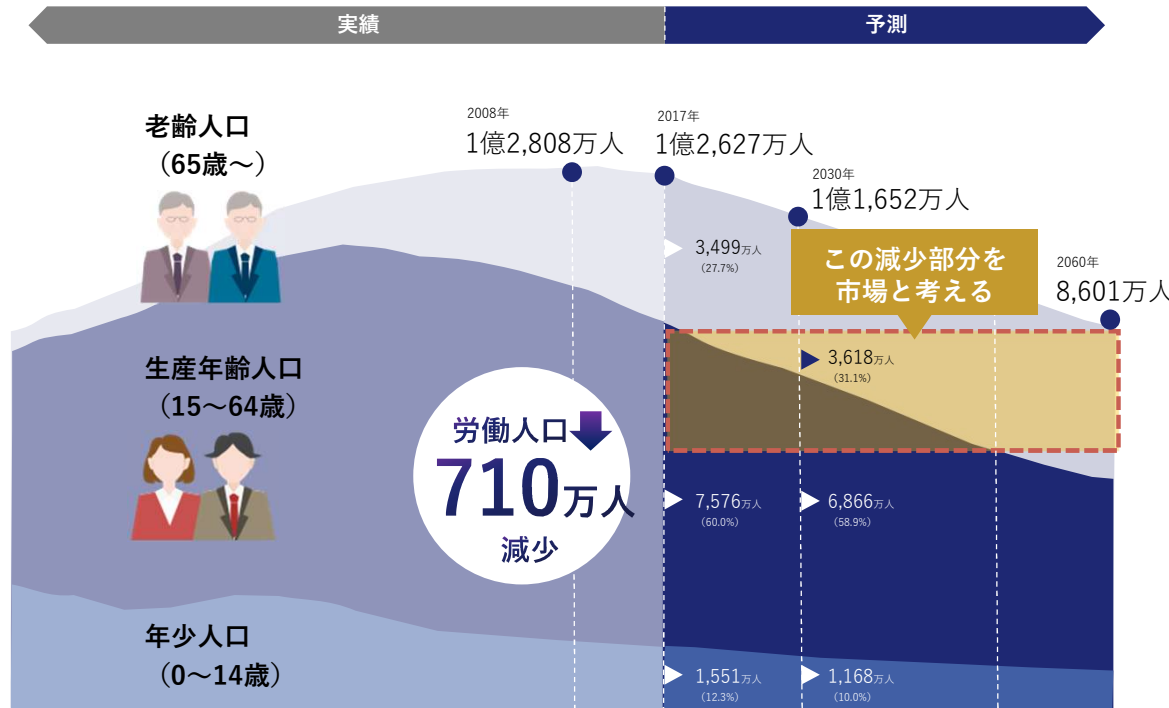 実績
予測
老齢人口
（65歳～）
2008年
1億2,808万人
2017年
1億2,627万人
2030年
1億1,652万人
2060年
8,601万人
3,499万人
（27.7%）
この減少部分を
市場と考える
3,618万人
（31.1%）
生産年齢人口
（15～64歳）
労働人口
710万人
減少
7,576万人
（60.0%）
6,866万人
（58.9%）
年少人口
（0～14歳）
1,551万人
（12.3%）
1,168万人
（10.0%）